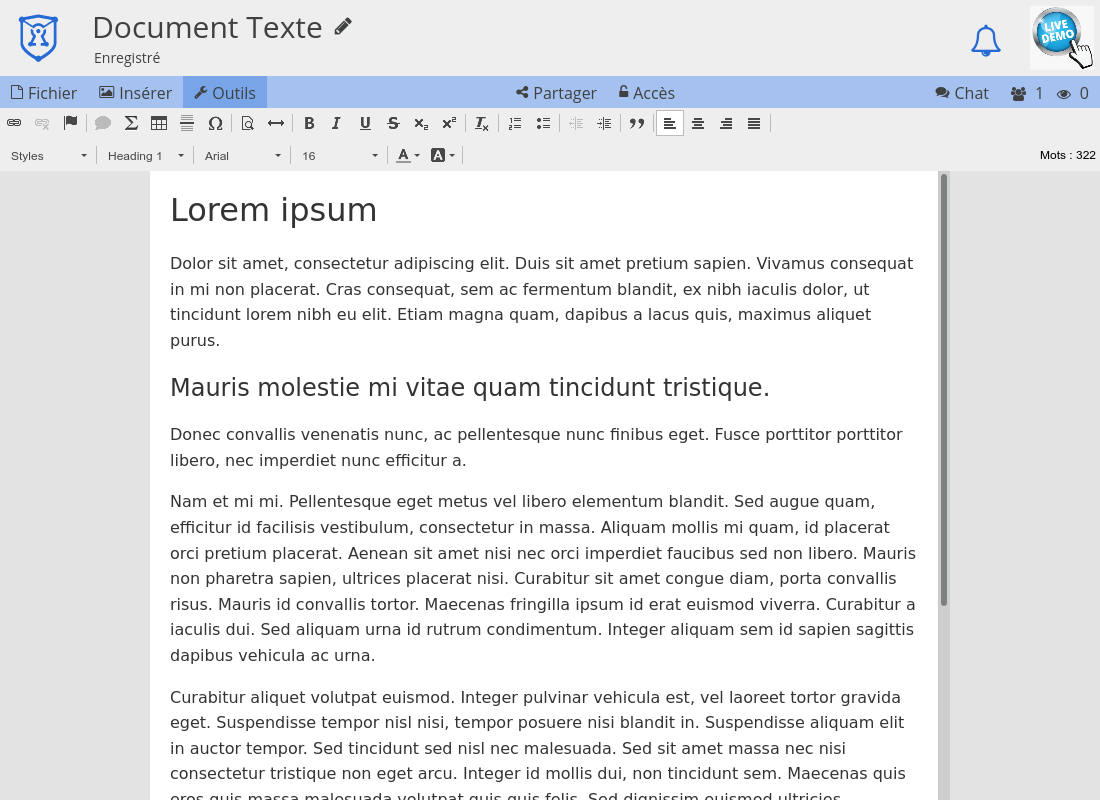 Document Texte
Enregistré
LIVE
DEMO
Fichier Insérer Outils Partager Accès Chat 1 0
Styles Heading 1 Arial 16 A A Mots : 322
Lorem ipsum
Dolor sit amet, consectetur adipiscing elit. Duis sit amet pretium sapien. Vivamus consequat
in mi non placerat. Cras consequat, sem ac fermentum blandit, ex nibh iaculis dolor, ut
tincidunt lorem nibh eu elit. Etiam magna quam, dapibus a lacus quis, maximus aliquet
purus.
Mauris molestie mi vitae quam tincidunt tristique.
Donec convallis venenatis nunc, ac pellentesque nunc finibus eget. Fusce porttitor porttitor
libero, nec imperdiet nunc efficitur a.
Nam et mi mi. Pellentesque eget metus vel libero elementum blandit. Sed augue quam,
efficitur id facilisis vestibulum, consectetur in massa. Aliquam mollis mi quam, id placerat
orci pretium placerat. Aenean sit amet nisi nec orci imperdiet faucibus sed non libero. Mauris
non pharetra sapien, ultrices placerat nisi. Curabitur sit amet congue diam, porta convallis
risus. Mauris id convallis tortor. Maecenas fringilla ipsum id erat euismod viverra. Curabitur a
iaculis dui. Sed aliquam urna id rutrum condimentum. Integer aliquam sem id sapien sagittis
dapibus vehicula ac urna.
Curabitur aliquet volutpat euismod. Integer pulvinar vehicula est, vel laoreet tortor gravida
eget. Suspendisse tempor nisl nisi, tempor posuere nisi blandit in. Suspendisse aliquam elit
in auctor tempor. Sed tincidunt sed nisl nec malesuada. Sed sit amet massa nec nisi
consectetur tristique non eget arcu. Integer id mollis dui, non tincidunt sem. Maecenas quis
eros quis massa malesuada volutpat quis quis felis. Sed dignissim euismod ultricies